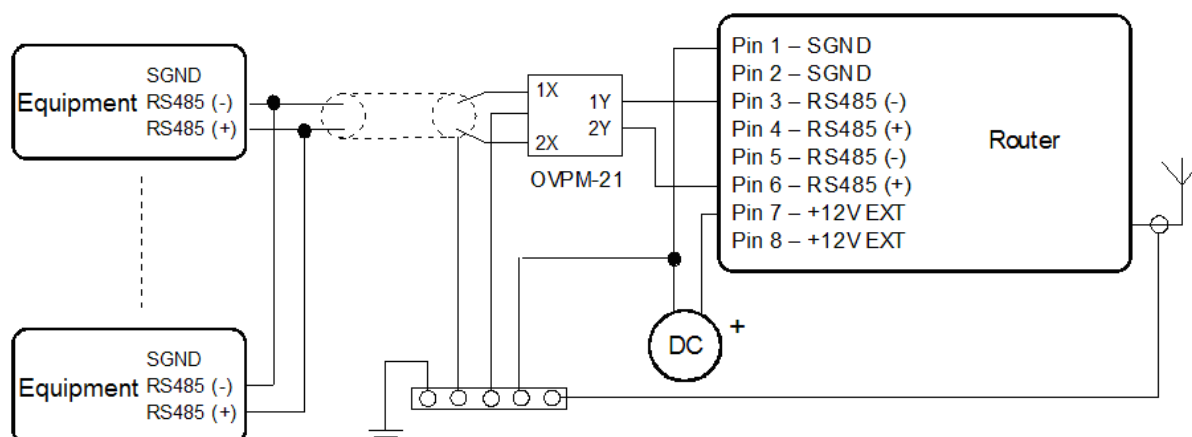 Equipment
SGND
RS485 (-)
RS485 (+)
1X
2X
1Y
2Y
OVPM-21
Pin 1 – SGND
Pin 2 – SGND
Pin 3 – RS485 (-)
Pin 4 – RS485 (+)
Pin 5 – RS485 (-)
Pin 6 – RS485 (+)
Pin 7 – +12V EXT
Pin 8 – +12V EXT
Router
DC
+
Equipment
SGND
RS485 (-)
RS485 (+)